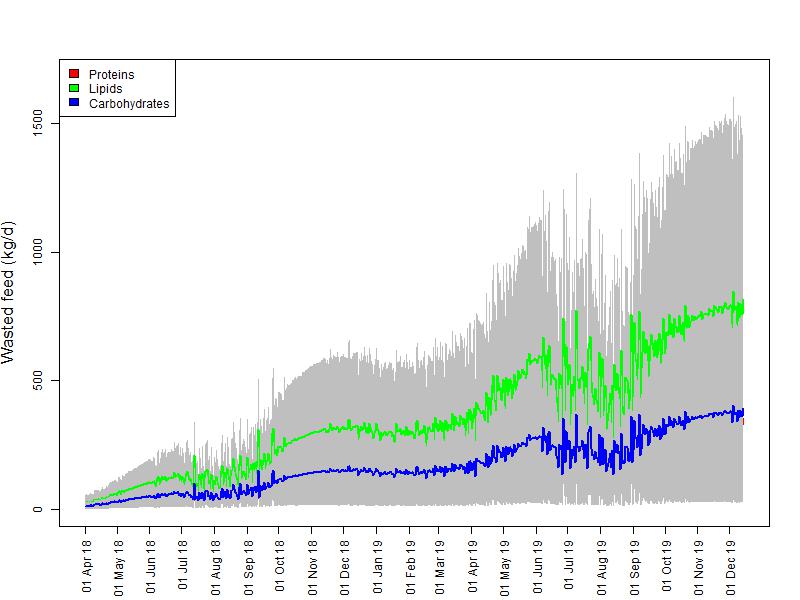 Proteins
Lipids
Carbohydrates
Wasted feed (kg/d)
1500
1000
500
0
01 Apr 18
01 May 18
01 Jun 18
01 Jul 18
01 Aug 18
01 Sep 18
01 Oct 18
01 Nov 18
01 Dec 18
01 Jan 19
01 Feb 19
01 Mar 19
01 Apr 19
01 May 19
01 Jun 19
01 Jul 19
01 Aug 19
01 Sep 19
01 Oct 19
01 Nov 19
01 Dec 19